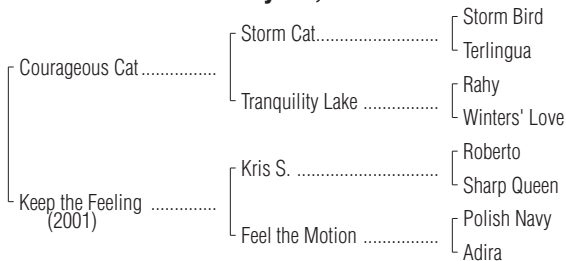 Storm Bird
Storm Cat........................
Terlingua
Courageous Cat...............
Rahy
Tranquility Lake ...............
Winters' Love
Roberto
Kris S. ............................
Sharp Queen
Keep the Feeling .............
(2001)
Polish Navy
Feel the Motion ...............
Adira